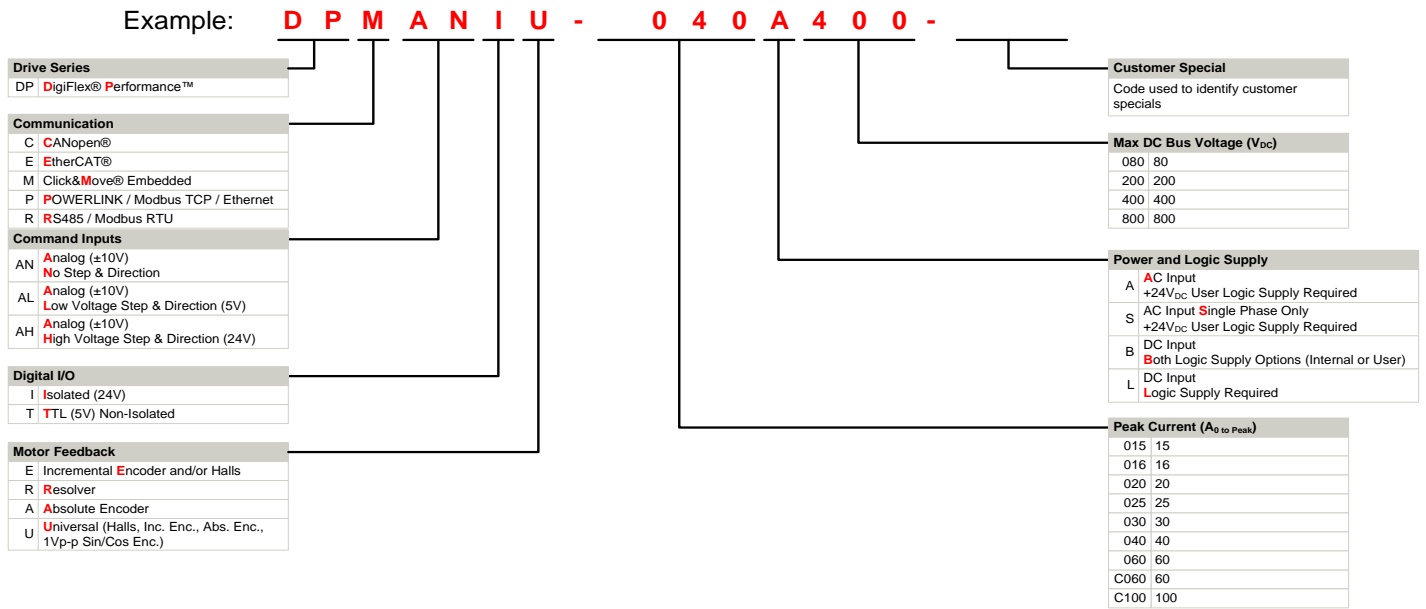 Example: D P M A N I U - 0 4 0 A 4 0 0 -
Drive Series
DP DigiFlex® Performance™
Communication
C CANopen®
E EtherCAT®
M Click&Move® Embedded
P POWERLINK / Modbus TCP / Ethernet
R RS485 / Modbus RTU
Command Inputs
AN Analog (±10V)
No Step & Direction
AL Analog (±10V)
Low Voltage Step & Direction (5V)
AH Analog (±10V)
High Voltage Step & Direction (24V)
Digital I/O
I Isolated (24V)
T TTL (5V) Non-Isolated
Motor Feedback
E Incremental Encoder and/or Halls
R Resolver
A Absolute Encoder
U Universal (Halls, Inc. Enc., Abs. Enc.,
1Vp-p Sin/Cos Enc.)
Customer Special
Code used to identify customer
specials
Max DC Bus Voltage (VDC)
080 80
200 200
400 400
800 800
Power and Logic Supply
A AC Input
+24VDC User Logic Supply Required
S AC Input Single Phase Only
+24VDC User Logic Supply Required
B DC Input
Both Logic Supply Options (Internal or User)
L DC Input
Logic Supply Required
Peak Current (A0 to Peak)
015 15
016 16
020 20
025 25
030 30
040 40
060 60
C060 60
C100 100